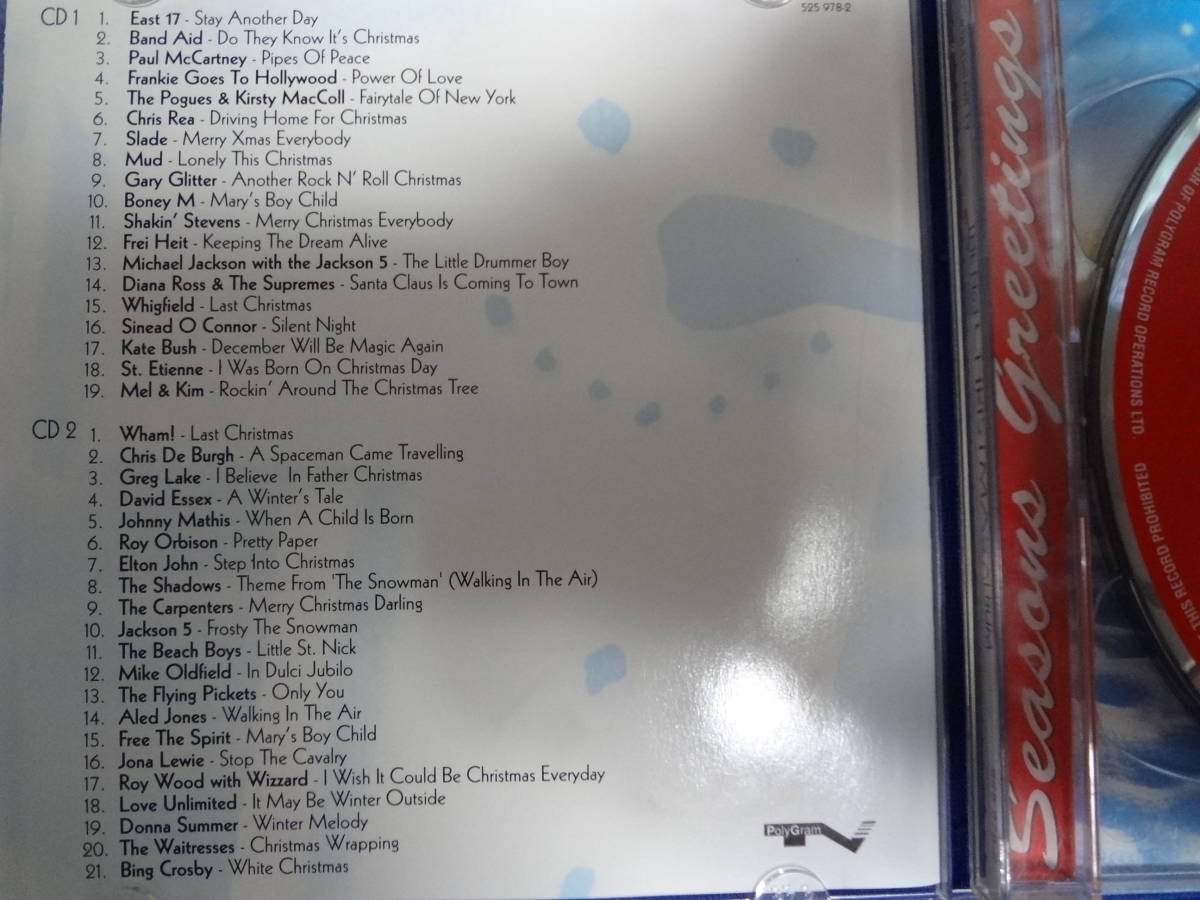 525 978-2
CD 1
1. East 17 - Stay Another Day
2. Band Aid - Do They Know It's Christmas
3. Paul McCartney - Pipes Of Peace
4. Frankie Goes To Hollywood - Power Of Love
5. The Pogues & Kirsty MacColl - Fairytale Of New York
6. Chris Rea - Driving Home For Christmas
7. Slade - Merry Xmas Everybody
8. Mud - Lonely This Christmas
9. Gary Glitter - Another Rock N' Roll Christmas
10. Boney M - Mary's Boy Child
11. Shakin' Stevens - Merry Christmas Everybody
12. Frei Heit - Keeping The Dream Alive
13. Michael Jackson with the Jackson 5 - The Little Drummer Boy
14. Diana Ross & The Supremes - Santa Claus Is Coming To Town
15. Whigfield - Last Christmas
16. Sinead O Connor - Silent Night
17. Kate Bush - December Will Be Magic Again
18. St. Etienne - I Was Born On Christmas Day
19. Mel & Kim - Rockin' Around The Christmas Tree
CD 2
1. Wham! - Last Christmas
2. Chris De Burgh - A Spaceman Came Travelling
3. Greg Lake - I Believe In Father Christmas
4. David Essex - A Winter's Tale
5. Johnny Mathis - When A Child Is Born
6. Roy Orbison - Pretty Paper
7. Elton John - Step Into Christmas
8. The Shadows - Theme From 'The Snowman' (Walking In The Air)
9. The Carpenters - Merry Christmas Darling
10. Jackson 5 - Frosty The Snowman
11. The Beach Boys - Little St. Nick
12. Mike Oldfield - In Dulci Jubilo
13. The Flying Pickets - Only You
14. Aled Jones - Walking In The Air
15. Free The Spirit - Mary's Boy Child
16. Jona Lewie - Stop The Cavalry
17. Roy Wood with Wizzard - I Wish It Could Be Christmas Everyday
18. Love Unlimited - It May Be Winter Outside
19. Donna Summer - Winter Melody
20. The Waitresses - Christmas Wrapping
21. Bing Crosby - White Christmas
PolyGram TV
Seasons Greetings
OF POLYGRAM RECORD OPERATIONS LTD.
THIS RECORD PROHIBITED